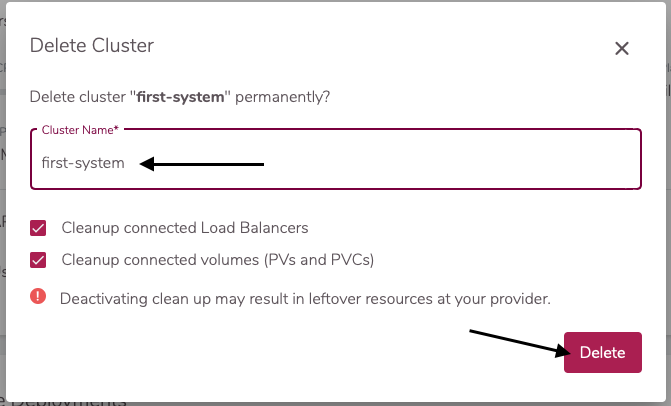 Delete Cluster
Delete cluster "first-system" permanently?
Cluster Name*
first-system
Cleanup connected Load Balancers
Cleanup connected volumes (PVs and PVCs)
Deactivating clean up may result in leftover resources at your provider.
Delete